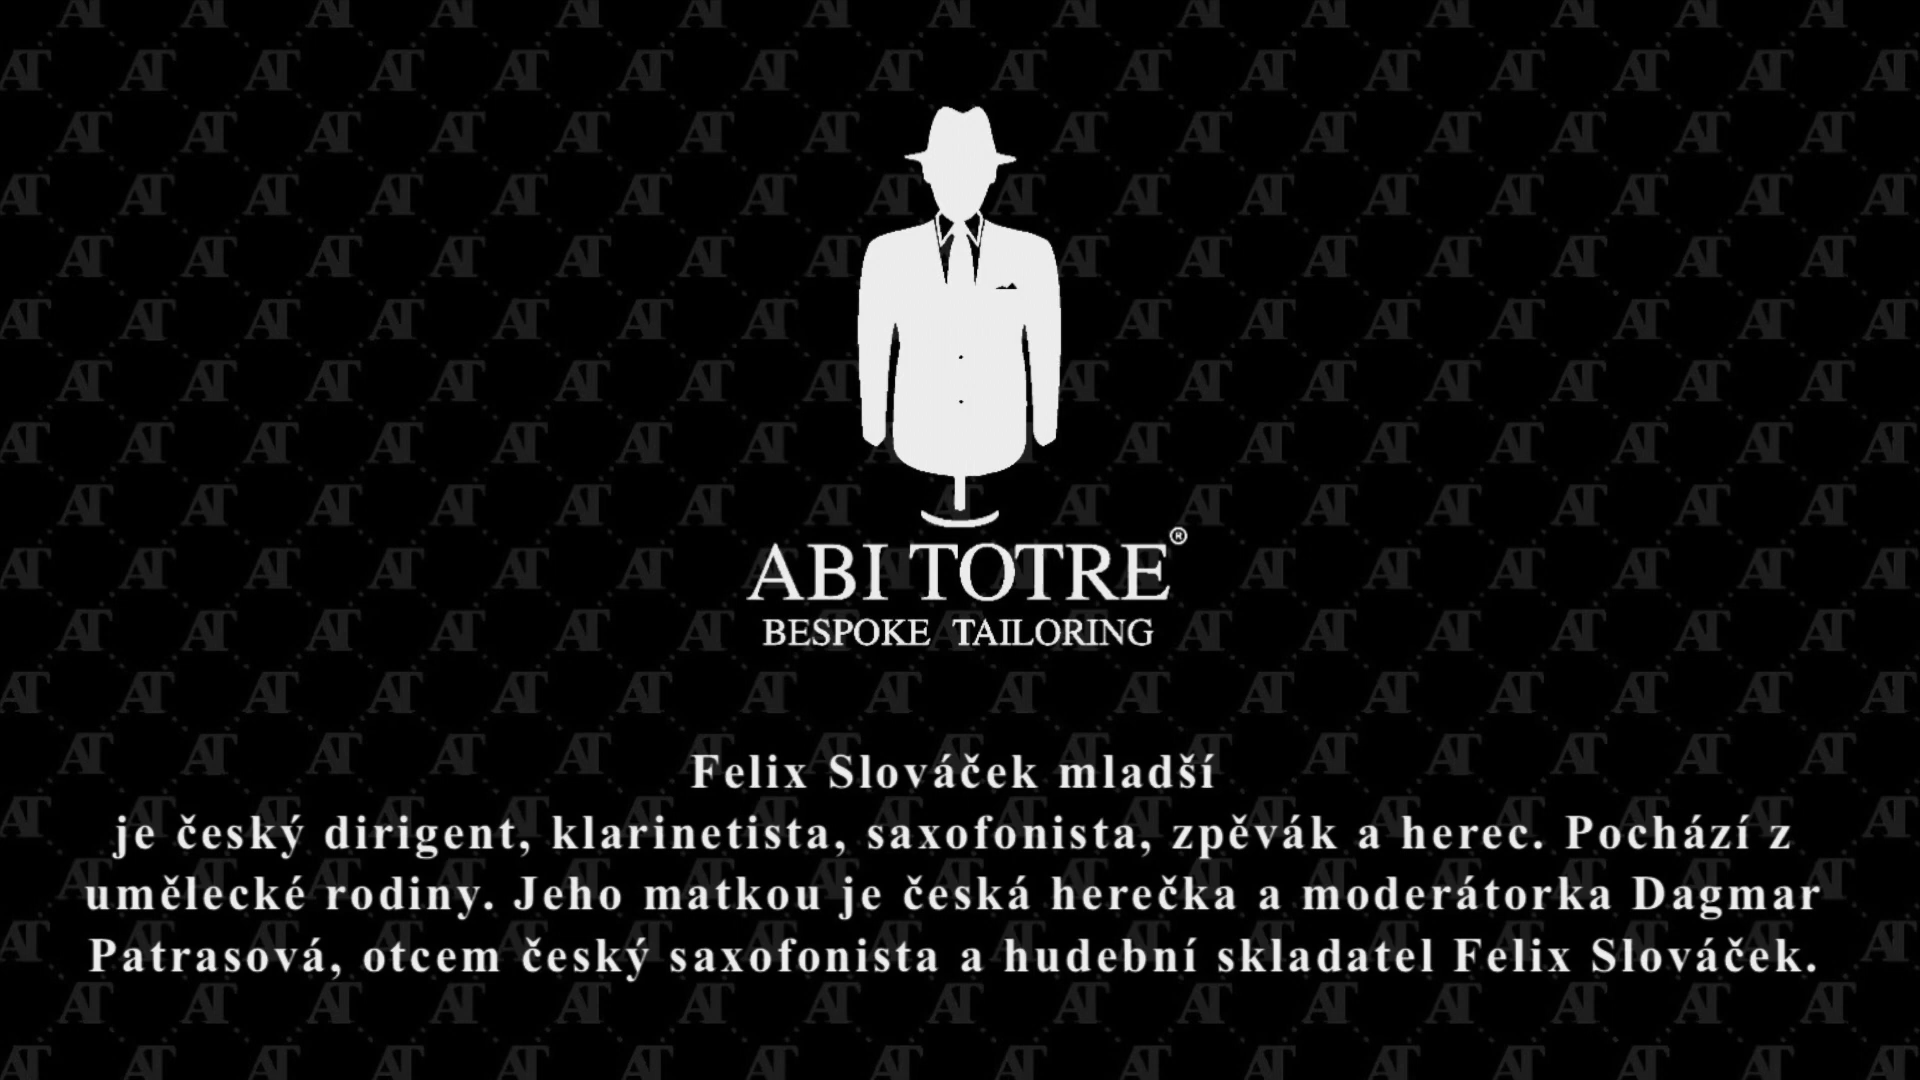 ABI TOTRE®
BESPOKE TAILORING
Felix Slováček mladší
je český dirigent, klarinetista, saxofonista, zpěvák a herec. Pochází z
umělecké rodiny. Jeho matkou je česká herečka a moderátorka Dagmar
Patrasová, otcem český saxofonista a hudební skladatel Felix Slováček.